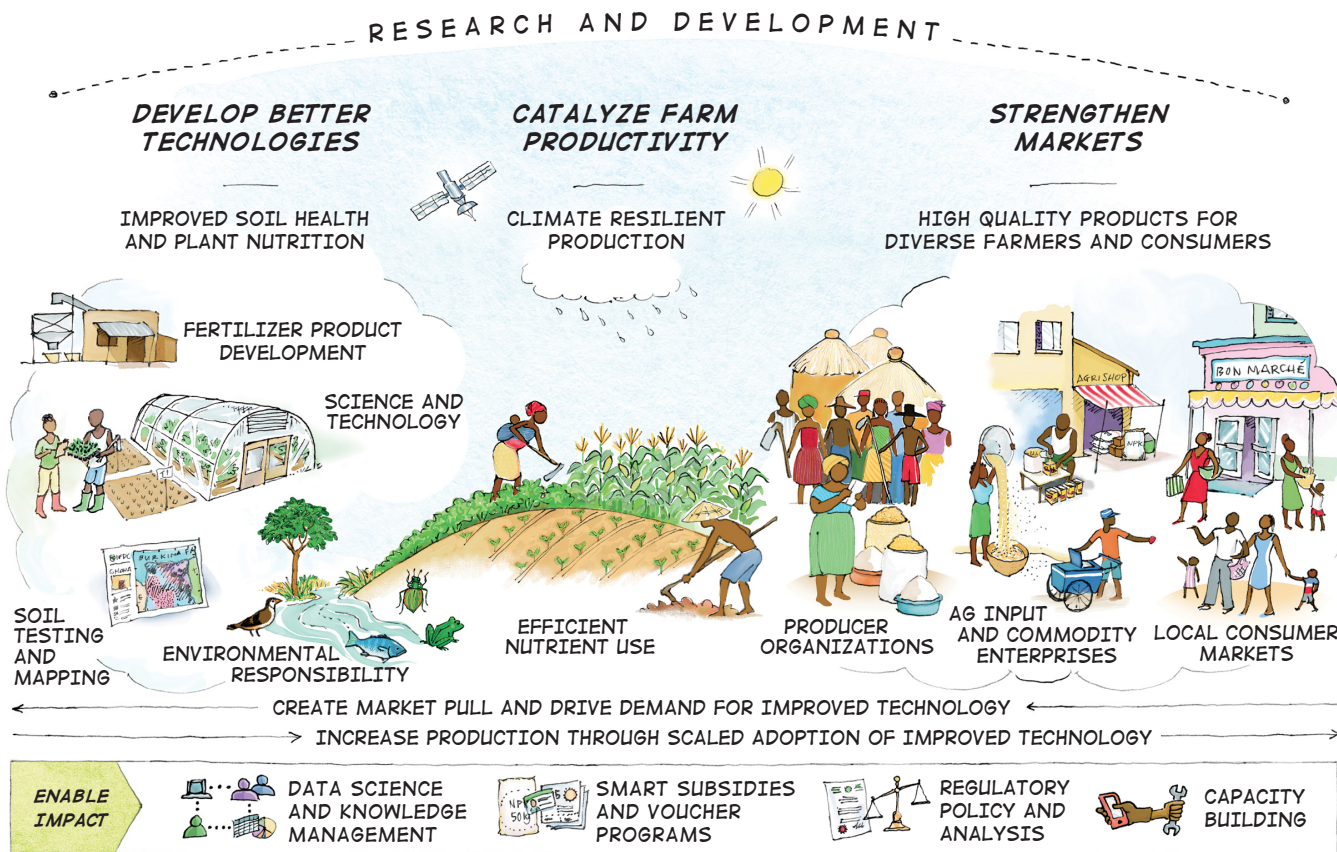 RESEARCH AND DEVELOPMENT
DEVELOP BETTER
TECHNOLOGIES
IMPROVED SOIL HEALTH
AND PLANT NUTRITION
CATALYZE FARM
PRODUCTIVITY
CLIMATE RESILIENT
PRODUCTION
STRENGTHEN
MARKETS
HIGH QUALITY PRODUCTS FOR
DIVERSE FARMERS AND CONSUMERS
FERTILIZER PRODUCT
DEVELOPMENT
SCIENCE AND
TECHNOLOGY
AGRISHOP
NPK
BON MARCHÉ
GHANA
SOIL
TESTING
AND
MAPPING
ENVIRONMENTAL
RESPONSIBILITY
EFFICIENT
NUTRIENT USE
PRODUCER
ORGANIZATIONS
AG INPUT
AND COMMODITY
ENTERPRISES
LOCAL CONSUMER
MARKETS
CREATE MARKET PULL AND DRIVE DEMAND FOR IMPROVED TECHNOLOGY
INCREASE PRODUCTION THROUGH SCALED ADOPTION OF IMPROVED TECHNOLOGY
ENABLE
IMPACT
DATA SCIENCE
AND KNOWLEDGE
MANAGEMENT
SMART SUBSIDIES
AND VOUCHER
PROGRAMS
REGULATORY
POLICY AND
ANALYSIS
CAPACITY
BUILDING